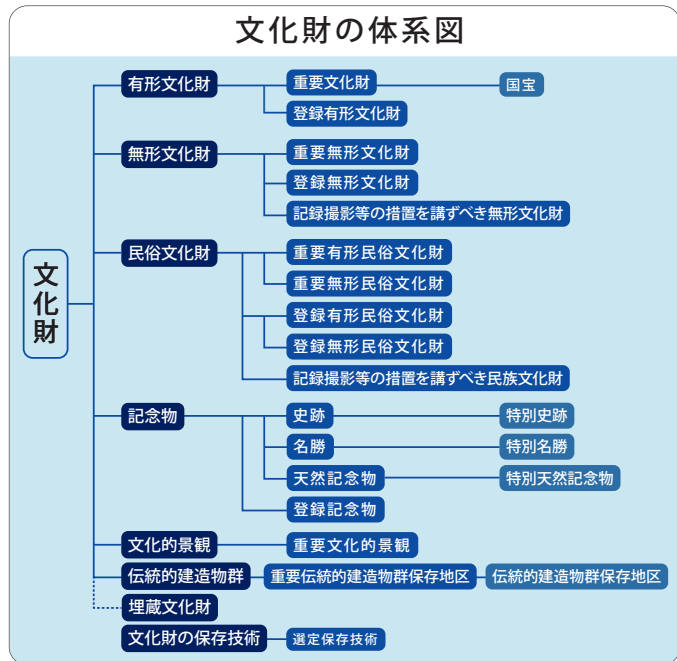 文化財の体系図
文化財
有形文化財
重要文化財
国宝
登録有形文化財
無形文化財
重要無形文化財
登録無形文化財
記録撮影等の措置を講ずべき無形文化財
民俗文化財
重要有形民俗文化財
重要無形民俗文化財
登録有形民俗文化財
登録無形民俗文化財
記録撮影等の措置を講ずべき民族文化財
記念物
史跡
特別史跡
名勝
特別名勝
天然記念物
特別天然記念物
登録記念物
文化的景観
重要文化的景観
伝統的建造物群
重要伝統的建造物群保存地区
伝統的建造物群保存地区
埋蔵文化財
文化財の保存技術
選定保存技術